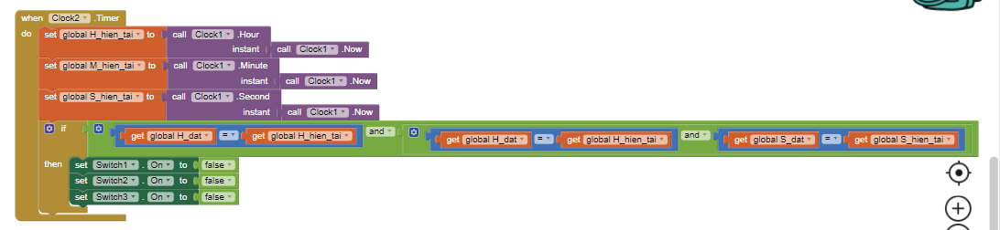 when Clock2 .Timer
do set global H_hien_tai to call Clock1 .Hour
instant call Clock1 .Now
set global M_hien_tai to call Clock1 .Minute
instant call Clock1 .Now
set global S_hien_tai to call Clock1 .Second
instant call Clock1 .Now
if get global H_dat = get global H_hien_tai and get global H_dat = get global H_hien_tai and get global S_dat = get global S_hien_tai
then set Switch1 . On to false
set Switch2 . On to false
set Switch3 . On to false